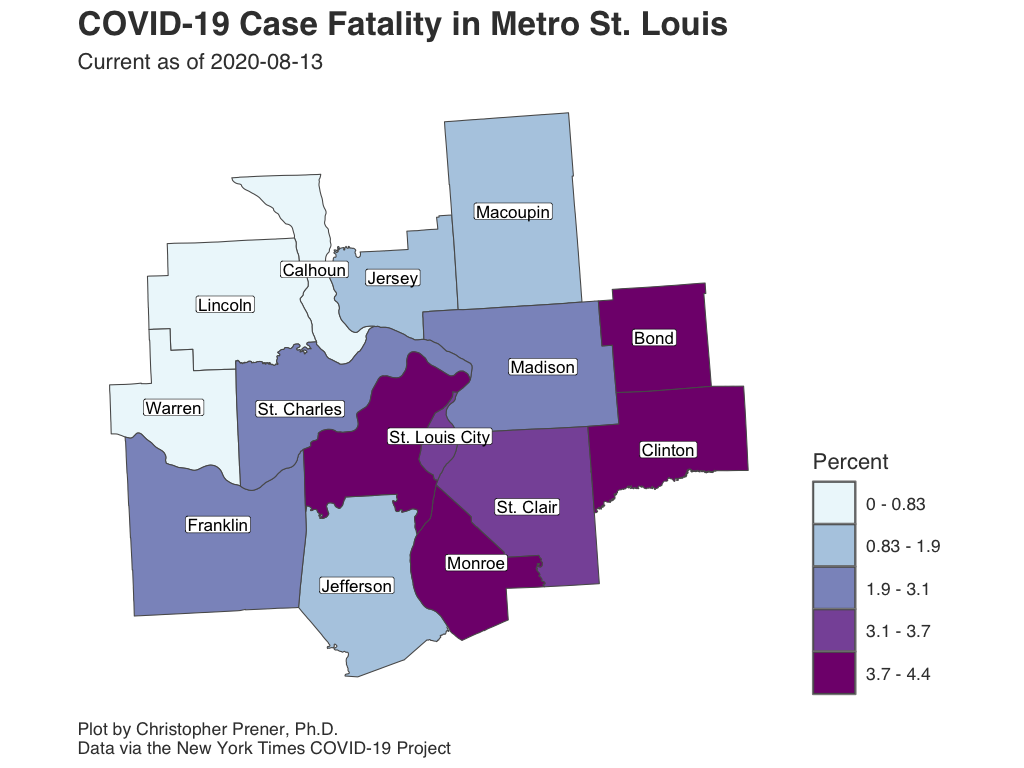 COVID-19 Case Fatality in Metro St. Louis
Current as of 2020-08-13
Macoupin
Calhoun
Jersey
Lincoln
Bond
Madison
Warren
St. Charles
St. Louis City
Clinton
St. Clair
Franklin
Monroe
Jefferson
Percent
0 - 0.83
0.83 - 1.9
1.9 - 3.1
3.1 - 3.7
3.7 - 4.4
Plot by Christopher Prener, Ph.D.
Data via the New York Times COVID-19 Project